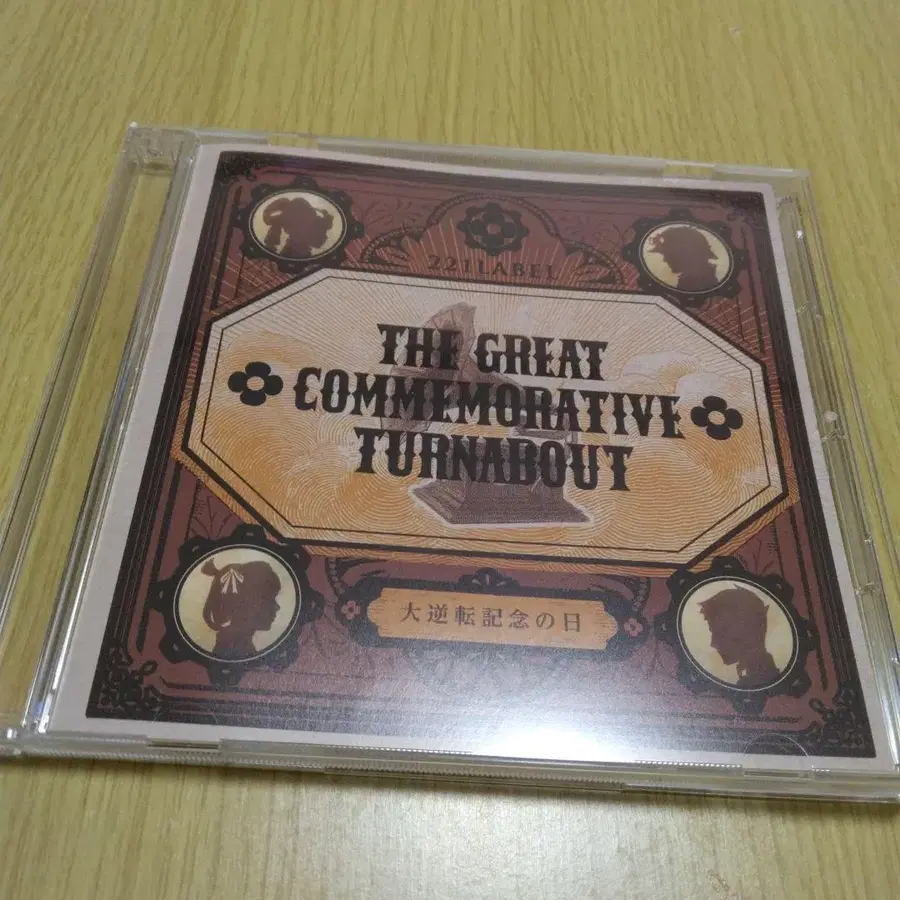 221LABEL
THE GREAT
COMMEMORATIVE
TURNABOUT
大逆転記念の日